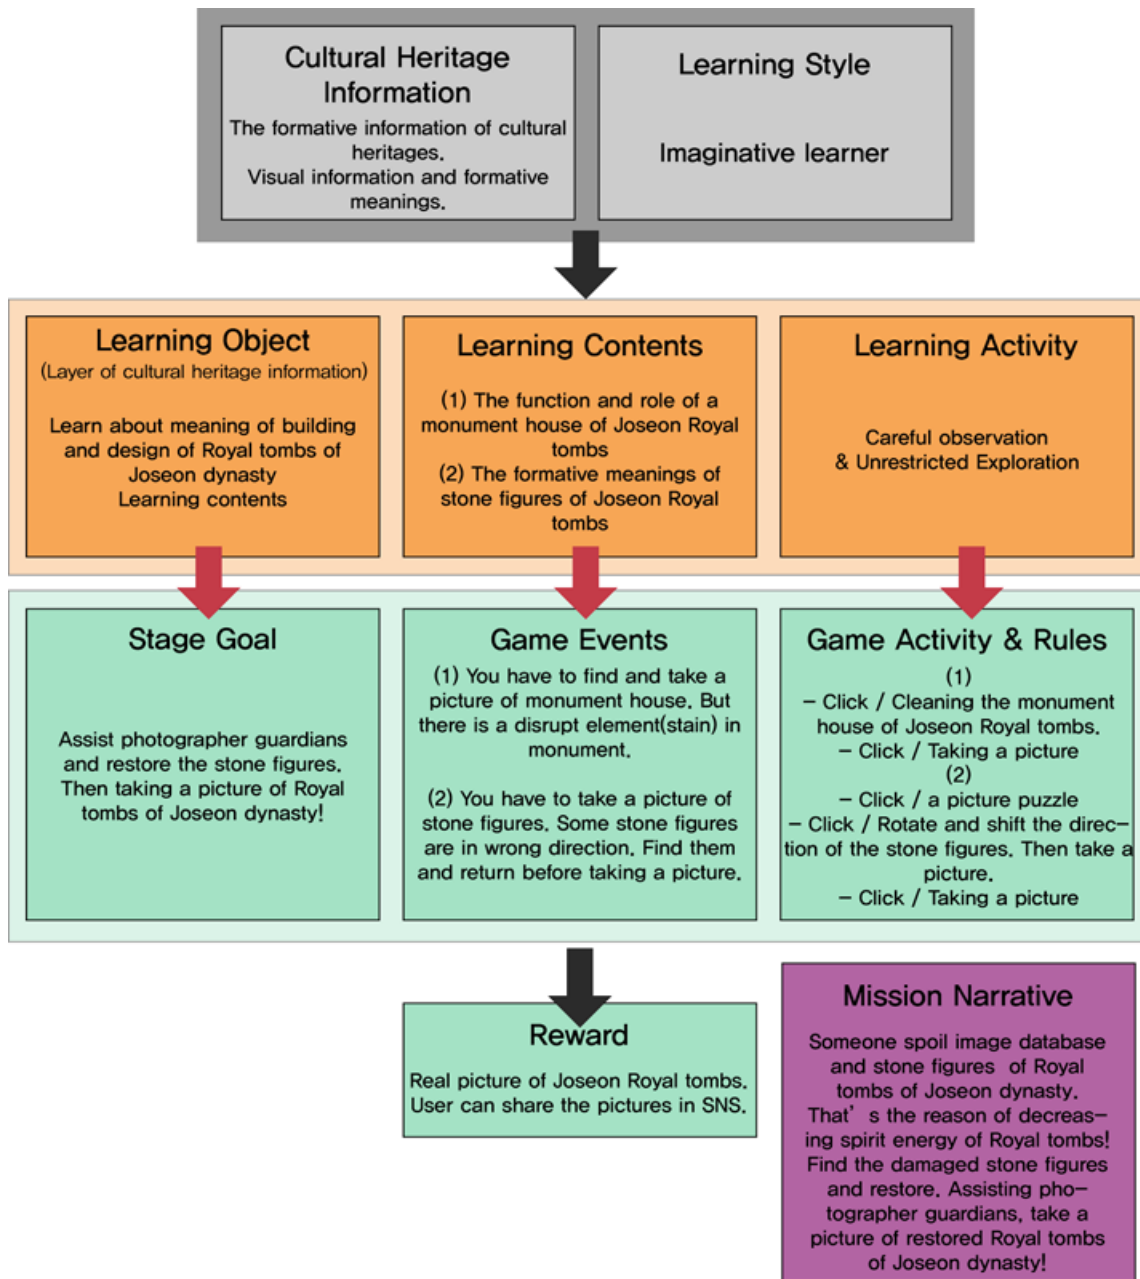 Cultural Heritage
Information
The formative information of cultural
heritages.
Visual information and formative
meanings.
Learning Style
Imaginative learner
Learning Object
(Layer of cultural heritage information)
Learn about meaning of building
and design of Royal tombs of
Joseon dynasty
Learning contents
Learning Contents
(1) The function and role of a
monument house of Joseon Royal
tombs
(2) The formative meanings of
stone figures of Joseon Royal
tombs
Learning Activity
Careful observation
& Unrestricted Exploration
Stage Goal
Assist photographer guardians
and restore the stone figures.
Then taking a picture of Royal
tombs of Joseon dynasty!
Game Events
(1) You have to find and take a
picture of monument house. But
there is a disrupt element(stain) in
monument.
(2) You have to take a picture of
stone figures. Some stone figures
are in wrong direction. Find them
and return before taking a picture.
Game Activity & Rules
(1)
– Click / Cleaning the monument
house of Joseon Royal tombs.
– Click / Taking a picture
(2)
– Click / a picture puzzle
– Click / Rotate and shift the direc–
tion of the stone figures. Then take a
picture.
– Click / Taking a picture
Reward
Real picture of Joseon Royal tombs.
User can share the pictures in SNS.
Mission Narrative
Someone spoil image database
and stone figures of Royal
tombs of Joseon dynasty.
That's the reason of decreas–
ing spirit energy of Royal tombs!
Find the damaged stone figures
and restore. Assisting pho–
tographer guardians, take a
picture of restored Royal tombs
of Joseon dynasty!